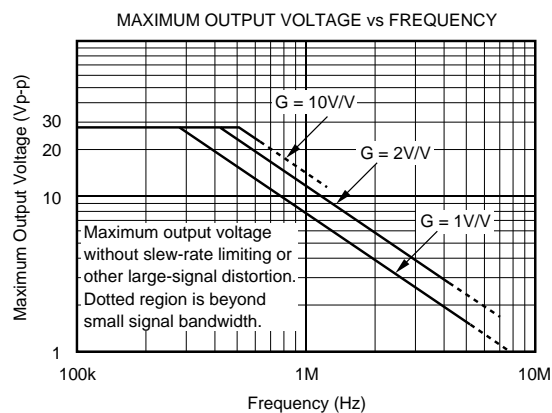 MAXIMUM OUTPUT VOLTAGE vs FREQUENCY
Maximum Output Voltage (Vp-p)
30
20
10
1
G = 10V/V
G = 2V/V
G = 1V/V
Maximum output voltage
without slew-rate limiting or
other large-signal distortion.
Dotted region is beyond
small signal bandwidth.
100k
1M
10M
Frequency (Hz)